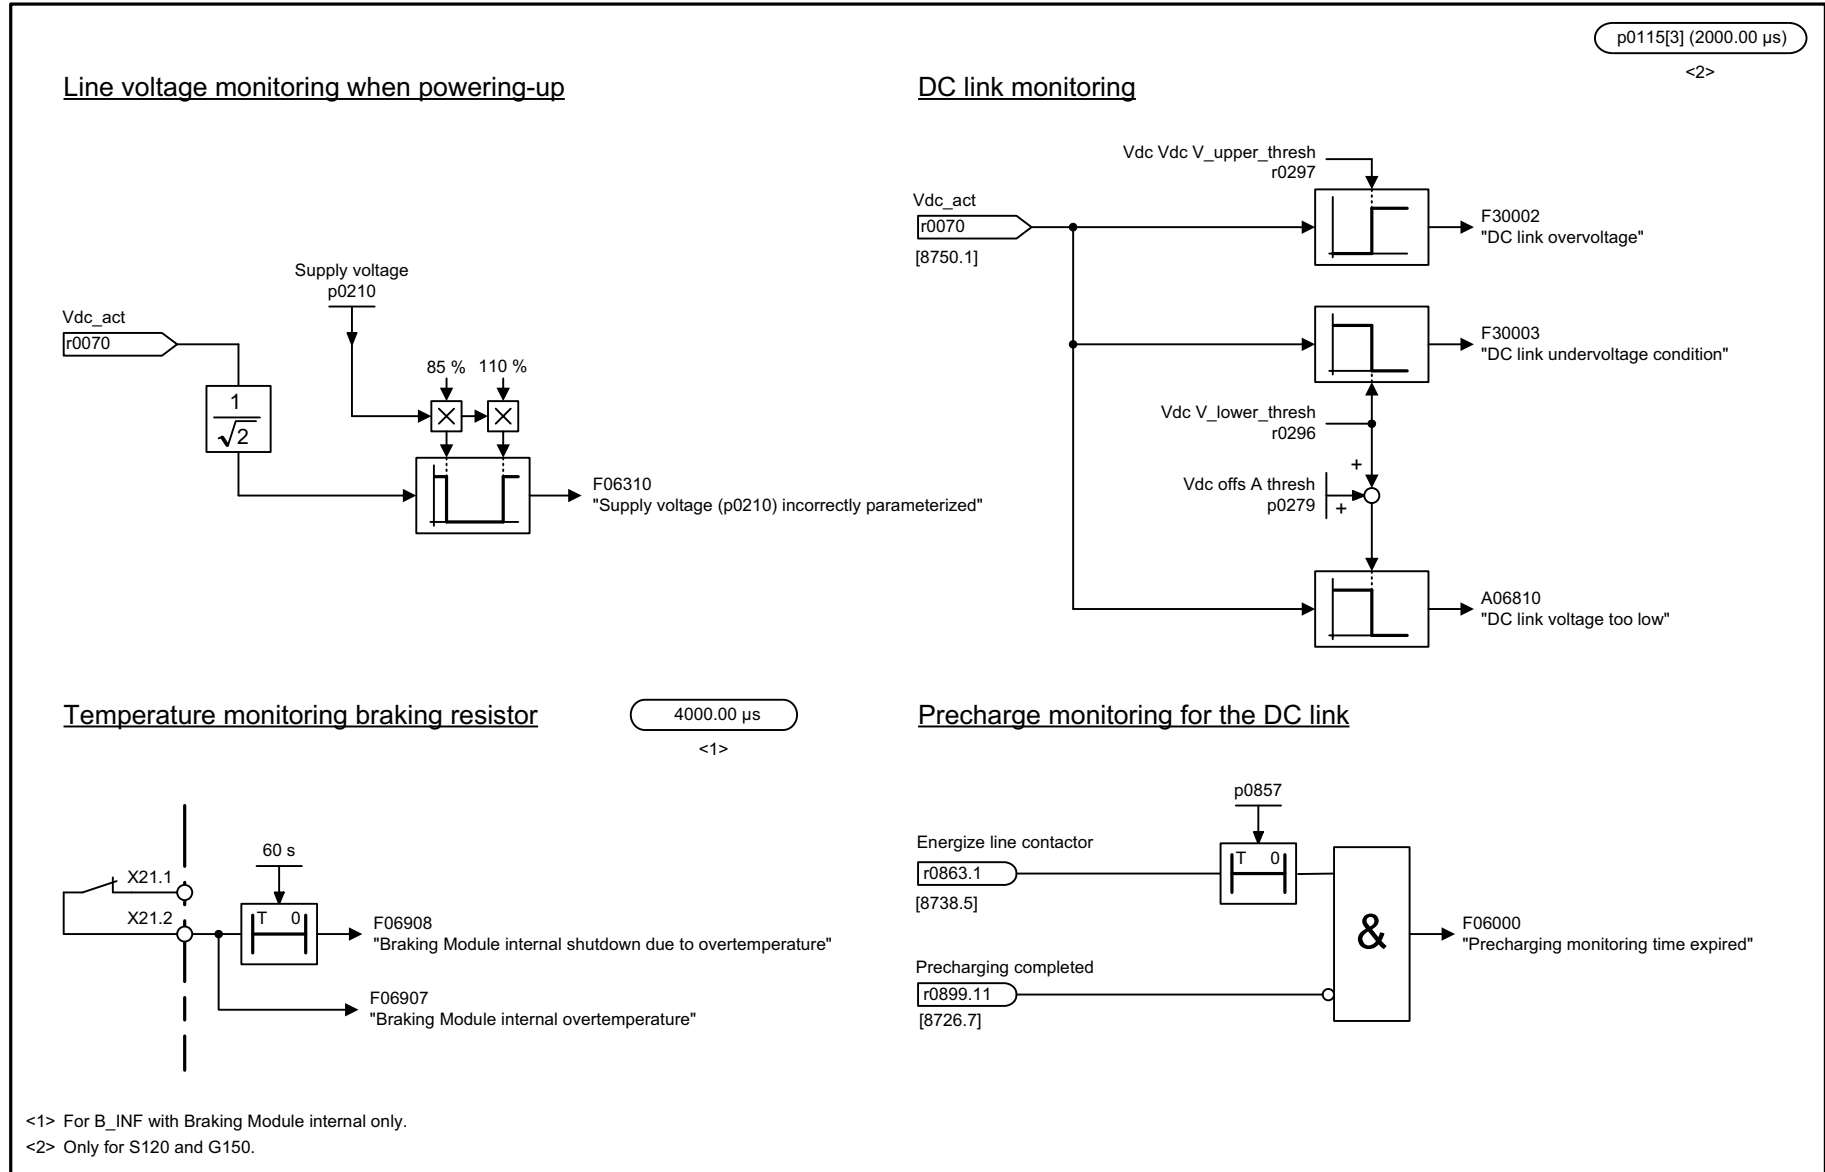 p0115[3] (2000.00 µs)
<2>
Line voltage monitoring when powering-up
Vdc_act
r0070
1
√2
Supply voltage
p0210
85 %
110 %
F06310
"Supply voltage (p0210) incorrectly parameterized"
DC link monitoring
Vdc Vdc V_upper_thresh
r0297
Vdc_act
r0070
[8750.1]
F30002
"DC link overvoltage"
F30003
"DC link undervoltage condition"
Vdc V_lower_thresh
r0296
+
Vdc offs A thresh
p0279
+
A06810
"DC link voltage too low"
Temperature monitoring braking resistor
4000.00 µs
<1>
60 s
X21.1
X21.2
T 0
F06908
"Braking Module internal shutdown due to overtemperature"
F06907
"Braking Module internal overtemperature"
Precharge monitoring for the DC link
p0857
Energize line contactor
r0863.1
[8738.5]
T 0
&
F06000
"Precharging monitoring time expired"
Precharging completed
r0899.11
[8726.7]
<1> For B_INF with Braking Module internal only.
<2> Only for S120 and G150.